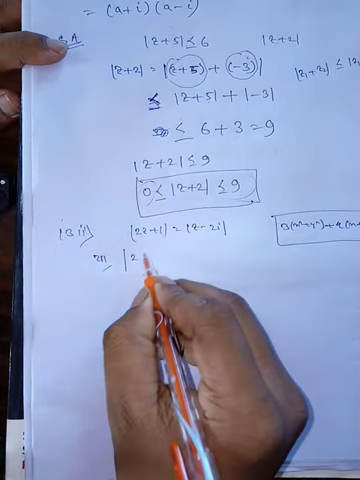 = (a+i) (a-i)
|z+5| ≤ 6 |z+2|
|z+2| = |(z+5) + (-3)|
|z₁+z₂| ≤ |z
≤ |z+5| + |-3|
≤ 6+3 = 9
|z+2| ≤ 9
0 ≤ |z+2| ≤ 9
|2z+1| = |z-2i|
|2